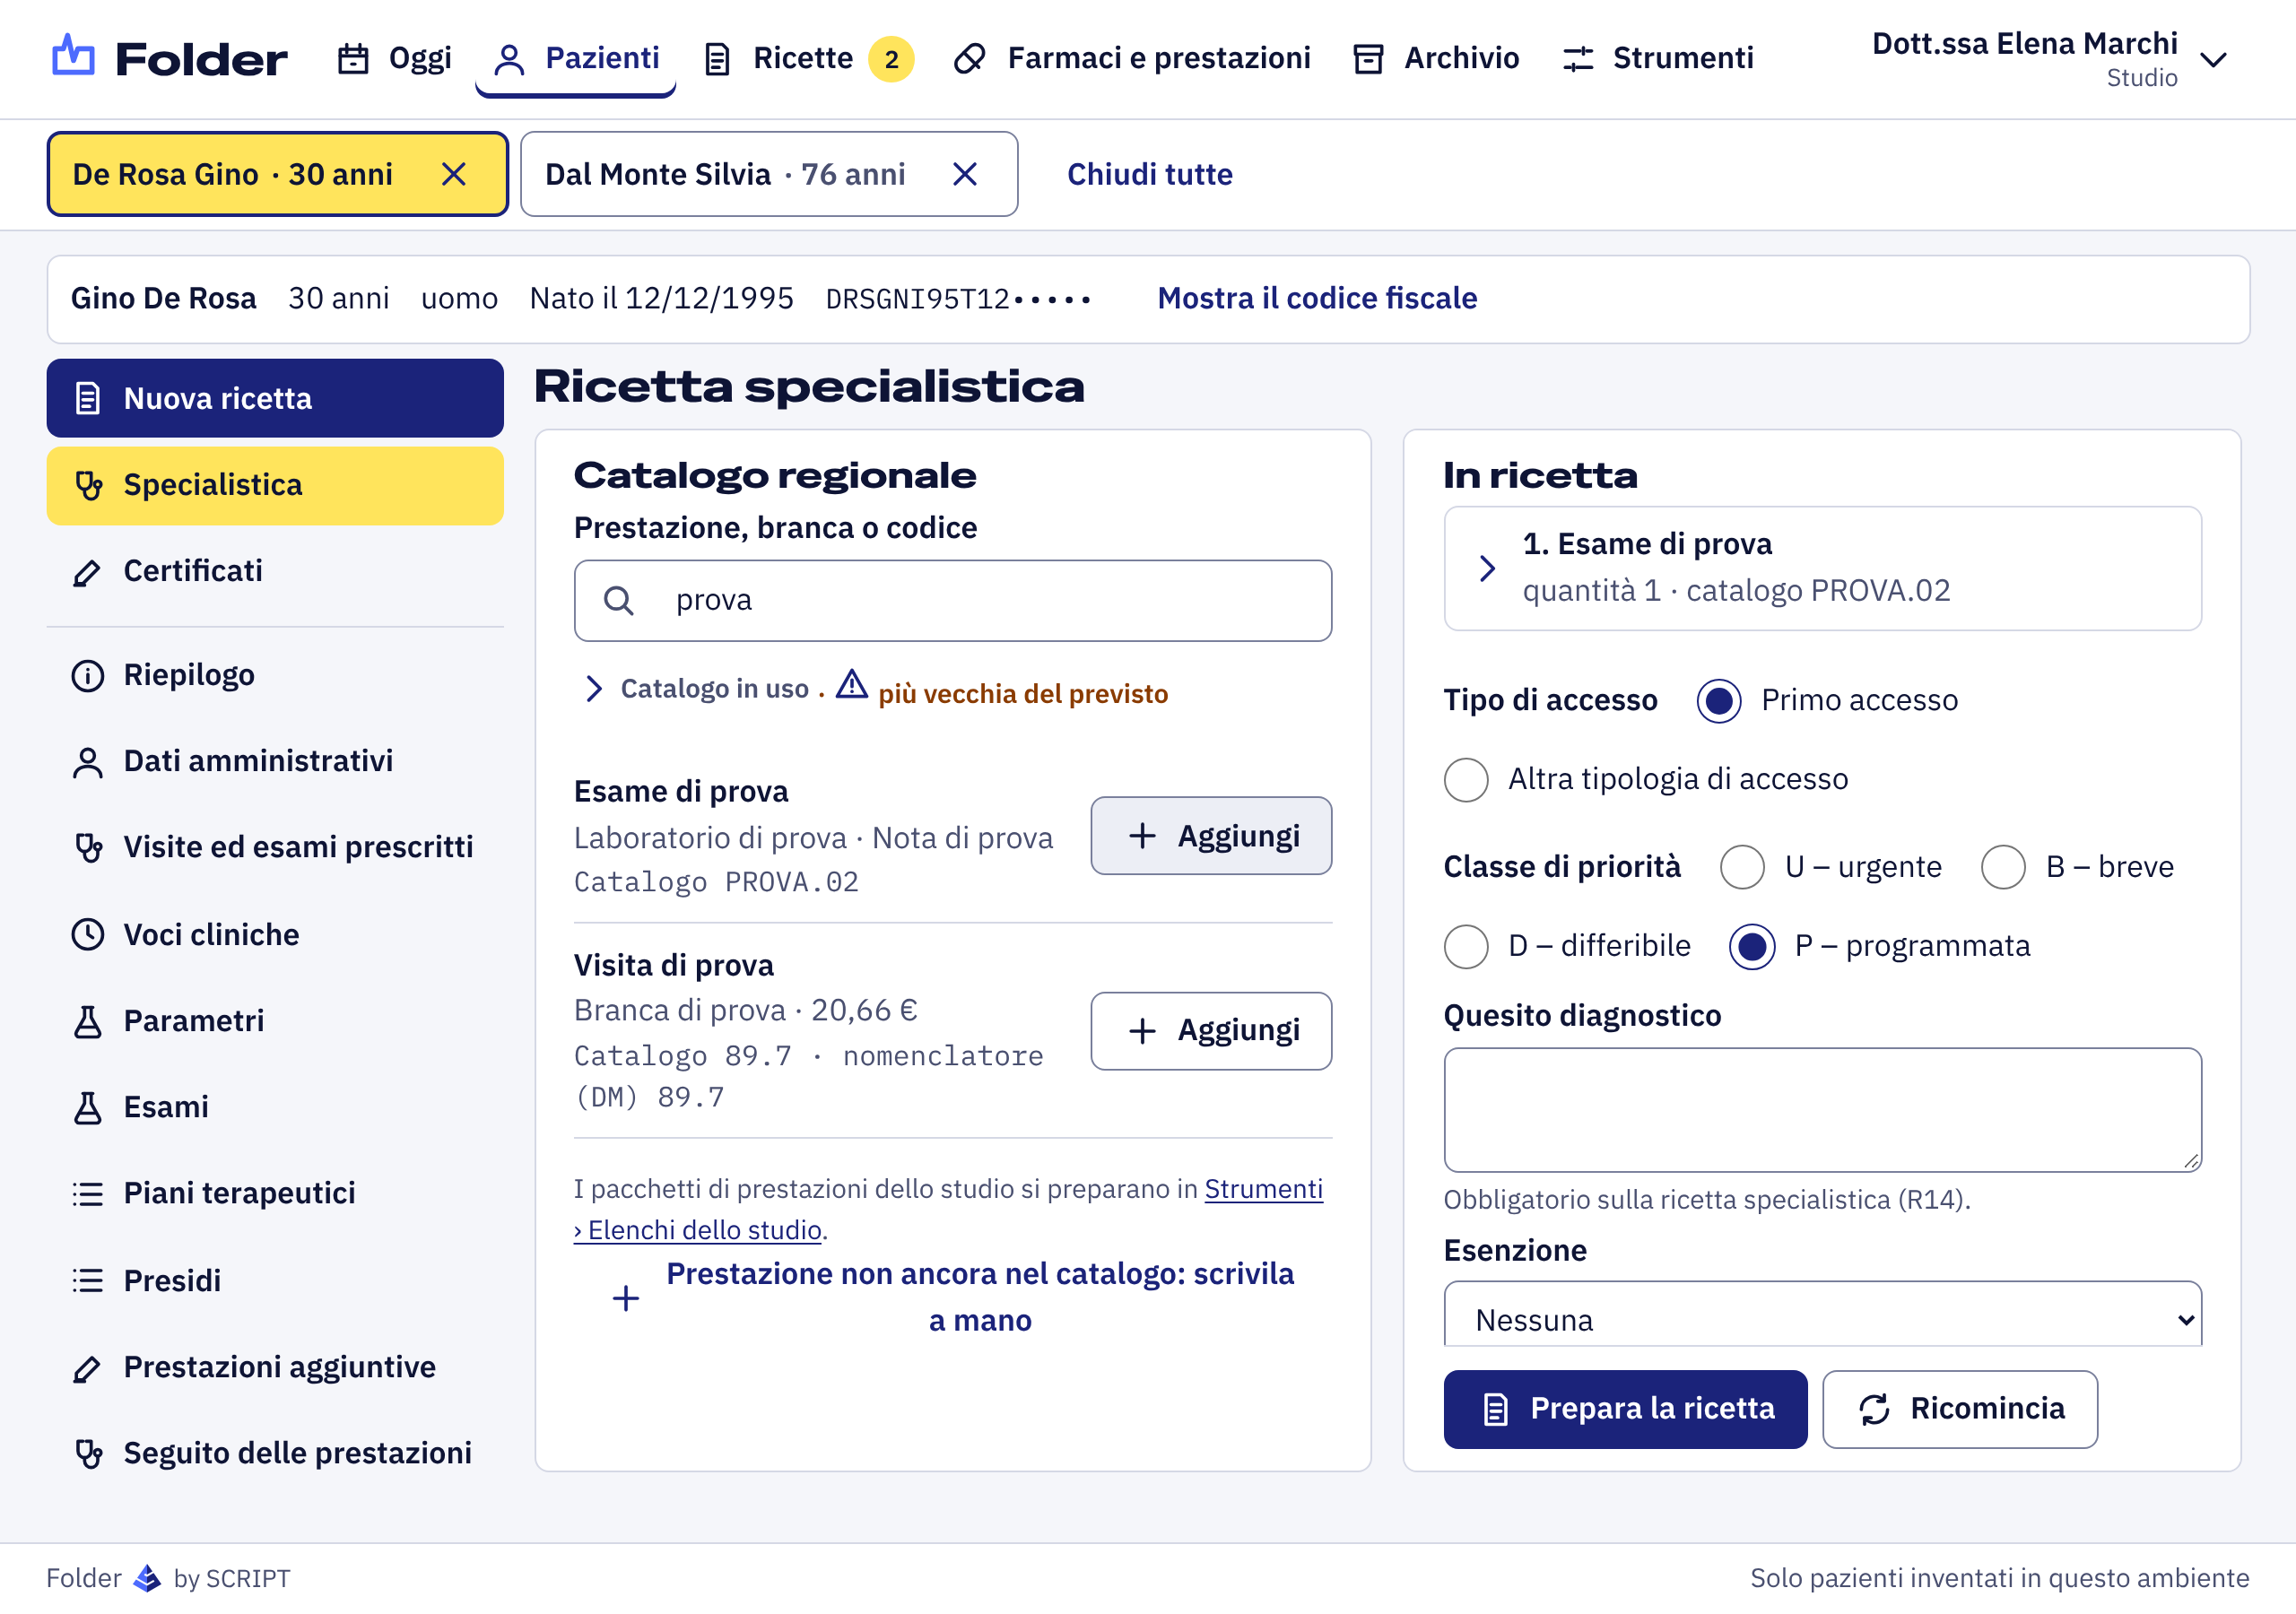 Folder
Oggi
Pazienti
Ricette 2
Farmaci e prestazioni
Archivio
Strumenti
Dott.ssa Elena Marchi
Studio
De Rosa Gino · 30 anni
Dal Monte Silvia · 76 anni
Chiudi tutte
Gino De Rosa 30 anni uomo Nato il 12/12/1995 DRSGNI95T12••••• Mostra il codice fiscale
Nuova ricetta
Specialistica
Certificati
Riepilogo
Dati amministrativi
Visite ed esami prescritti
Voci cliniche
Parametri
Esami
Piani terapeutici
Presidi
Prestazioni aggiuntive
Seguito delle prestazioni
Ricetta specialistica
Catalogo regionale
Prestazione, branca o codice
prova
Catalogo in uso · più vecchia del previsto
Esame di prova
Laboratorio di prova · Nota di prova
Catalogo PROVA.02
Aggiungi
Visita di prova
Branca di prova · 20,66 €
Catalogo 89.7 · nomenclatore
(DM) 89.7
Aggiungi
I pacchetti di prestazioni dello studio si preparano in Strumenti
› Elenchi dello studio.
Prestazione non ancora nel catalogo: scrivila
a mano
In ricetta
1. Esame di prova
quantità 1 · catalogo PROVA.02
Tipo di accesso Primo accesso
Altra tipologia di accesso
Classe di priorità U – urgente B – breve
D – differibile P – programmata
Quesito diagnostico
Obbligatorio sulla ricetta specialistica (R14).
Esenzione
Nessuna
Prepara la ricetta
Ricomincia
Folder by SCRIPT
Solo pazienti inventati in questo ambiente